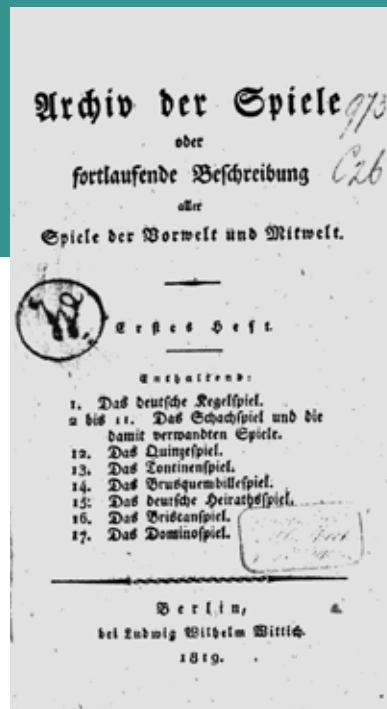 Archiv der Spiele
973
oder
C26
fortlaufende Beschreibung
aller
Spiele der Vorwelt und Mitwelt.
Erstes Heft.
Enthaltend:
1. Das deutsche Kegelspiel.
2 bis 11. Das Schachspiel und die
damit verwandten Spiele.
12. Das Quinzespiel.
13. Das Tontinenspiel.
14. Das Brusquembillespiel.
15. Das deutsche Heirathsspiel.
16. Das Briscanspiel.
17. Das Dominospiel.
Berlin,
bei Ludwig Wilhelm Wittich.
1819.